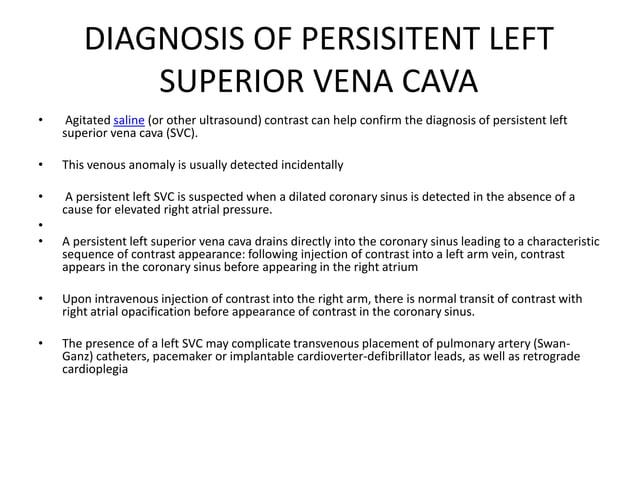 DIAGNOSIS OF PERSISITENT LEFT
SUPERIOR VENA CAVA
• Agitated saline (or other ultrasound) contrast can help confirm the diagnosis of persistent left
superior vena cava (SVC).
• This venous anomaly is usually detected incidentally
• A persistent left SVC is suspected when a dilated coronary sinus is detected in the absence of a
cause for elevated right atrial pressure.
•
• A persistent left superior vena cava drains directly into the coronary sinus leading to a characteristic
sequence of contrast appearance: following injection of contrast into a left arm vein, contrast
appears in the coronary sinus before appearing in the right atrium
• Upon intravenous injection of contrast into the right arm, there is normal transit of contrast with
right atrial opacification before appearance of contrast in the coronary sinus.
• The presence of a left SVC may complicate transvenous placement of pulmonary artery (Swan-
Ganz) catheters, pacemaker or implantable cardioverter-defibrillator leads, as well as retrograde
cardioplegia